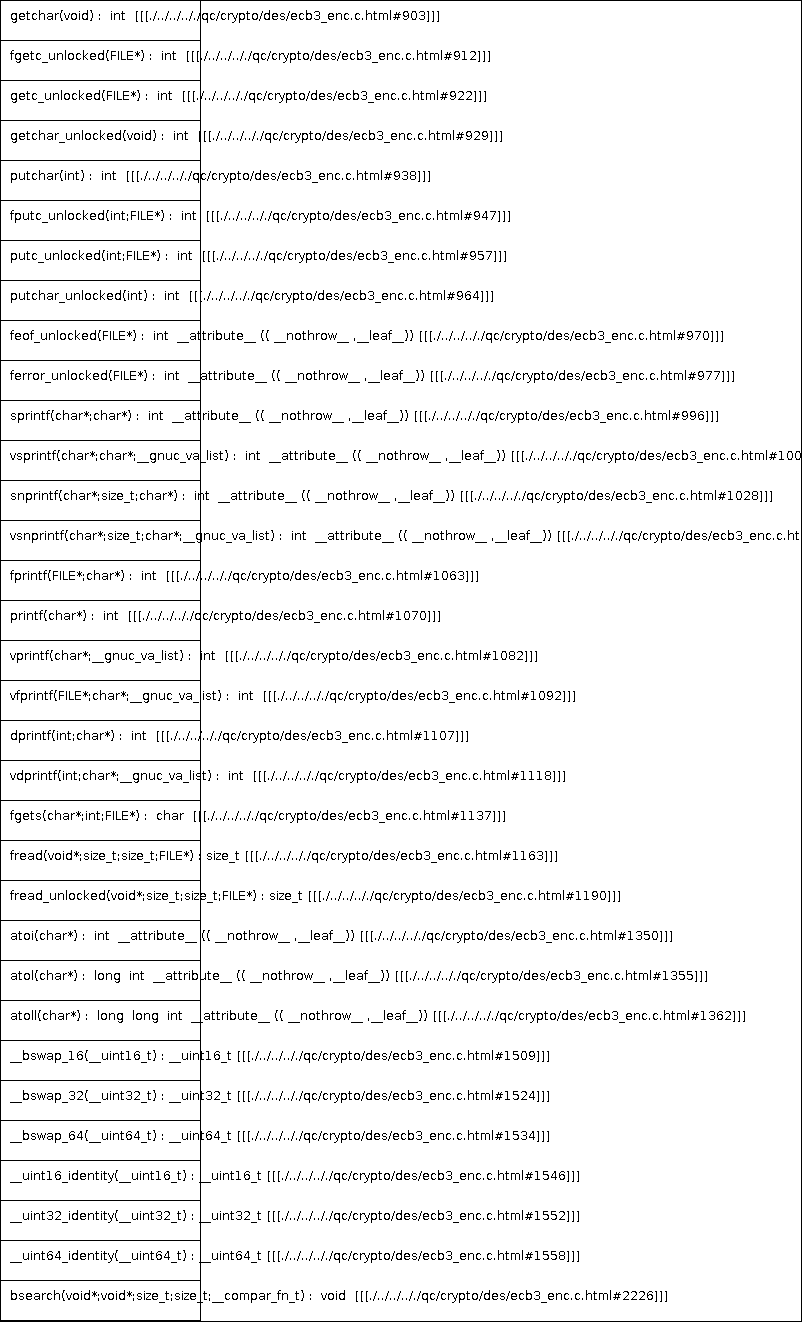 getchar(void) : int [[[./../../././qc/crypto/des/ecb3_enc.c.html#903]]]
fgetc_unlocked(FILE*) : int [[[./../../././qc/crypto/des/ecb3_enc.c.html#912]]]
getc_unlocked(FILE*) : int [[[./../../././qc/crypto/des/ecb3_enc.c.html#922]]]
getchar_unlocked(void) : int [[[./../../././qc/crypto/des/ecb3_enc.c.html#929]]]
putchar(int) : int [[[./../../././qc/crypto/des/ecb3_enc.c.html#938]]]
fputc_unlocked(int;FILE*) : int [[[./../../././qc/crypto/des/ecb3_enc.c.html#947]]]
putc_unlocked(int;FILE*) : int [[[./../../././qc/crypto/des/ecb3_enc.c.html#957]]]
putchar_unlocked(int) : int [[[./../../././qc/crypto/des/ecb3_enc.c.html#964]]]
feof_unlocked(FILE*) : int __attribute__ (( __nothrow__ ,__leaf__)) [[[./../../././qc/crypto/des/ecb3_enc.c.html#970]]]
ferror_unlocked(FILE*) : int __attribute__ (( __nothrow__ ,__leaf__)) [[[./../../././qc/crypto/des/ecb3_enc.c.html#977]]]
sprintf(char*;char*) : int __attribute__ (( __nothrow__ ,__leaf__)) [[[./../../././qc/crypto/des/ecb3_enc.c.html#996]]]
vsprintf(char*;char*;__gnuc_va_list) : int __attribute__ (( __nothrow__ ,__leaf__)) [[[./../../././qc/crypto/des/ecb3_enc.c.html#100
snprintf(char*;size_t;char*) : int __attribute__ (( __nothrow__ ,__leaf__)) [[[./../../././qc/crypto/des/ecb3_enc.c.html#1028]]]
vsnprintf(char*;size_t;char*;__gnuc_va_list) : int __attribute__ (( __nothrow__ ,__leaf__)) [[[./../../././qc/crypto/des/ecb3_enc.c.ht
fprintf(FILE*;char*) : int [[[./../../././qc/crypto/des/ecb3_enc.c.html#1063]]]
printf(char*) : int [[[./../../././qc/crypto/des/ecb3_enc.c.html#1070]]]
vprintf(char*;__gnuc_va_list) : int [[[./../../././qc/crypto/des/ecb3_enc.c.html#1082]]]
vfprintf(FILE*;char*;__gnuc_va_list) : int [[[./../../././qc/crypto/des/ecb3_enc.c.html#1092]]]
dprintf(int;char*) : int [[[./../../././qc/crypto/des/ecb3_enc.c.html#1107]]]
vdprintf(int;char*;__gnuc_va_list) : int [[[./../../././qc/crypto/des/ecb3_enc.c.html#1118]]]
fgets(char*;int;FILE*) : char [[[./../../././qc/crypto/des/ecb3_enc.c.html#1137]]]
fread(void*;size_t;size_t;FILE*) : size_t [[[./../../././qc/crypto/des/ecb3_enc.c.html#1163]]]
fread_unlocked(void*;size_t;size_t;FILE*) : size_t [[[./../../././qc/crypto/des/ecb3_enc.c.html#1190]]]
atoi(char*) : int __attribute__ (( __nothrow__ ,__leaf__)) [[[./../../././qc/crypto/des/ecb3_enc.c.html#1350]]]
atol(char*) : long int __attribute__ (( __nothrow__ ,__leaf__)) [[[./../../././qc/crypto/des/ecb3_enc.c.html#1355]]]
atoll(char*) : long long int __attribute__ (( __nothrow__ ,__leaf__)) [[[./../../././qc/crypto/des/ecb3_enc.c.html#1362]]]
__bswap_16(__uint16_t) : __uint16_t [[[./../../././qc/crypto/des/ecb3_enc.c.html#1509]]]
__bswap_32(__uint32_t) : __uint32_t [[[./../../././qc/crypto/des/ecb3_enc.c.html#1524]]]
__bswap_64(__uint64_t) : __uint64_t [[[./../../././qc/crypto/des/ecb3_enc.c.html#1534]]]
__uint16_identity(__uint16_t) : __uint16_t [[[./../../././qc/crypto/des/ecb3_enc.c.html#1546]]]
__uint32_identity(__uint32_t) : __uint32_t [[[./../../././qc/crypto/des/ecb3_enc.c.html#1552]]]
__uint64_identity(__uint64_t) : __uint64_t [[[./../../././qc/crypto/des/ecb3_enc.c.html#1558]]]
bsearch(void*;void*;size_t;size_t;__compar_fn_t) : void [[[./../../././qc/crypto/des/ecb3_enc.c.html#2226]]]